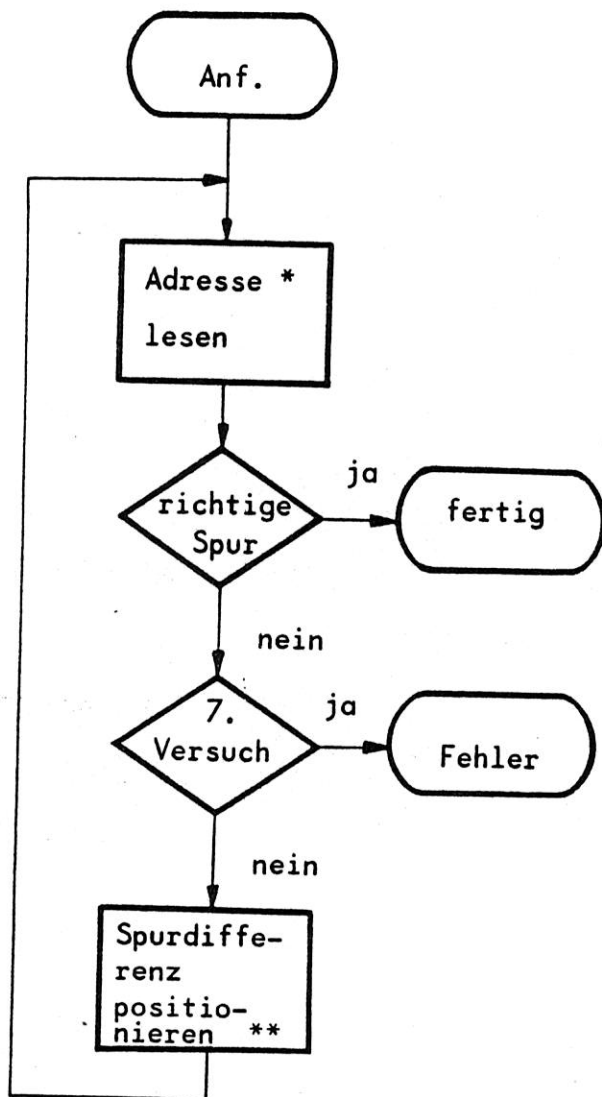 Anf.
Adresse *
lesen
ja
richtige
Spur
fertig
nein
7.
Versuch
ja
Fehler
nein
Spurdiffe-
renz
positio-
nieren **